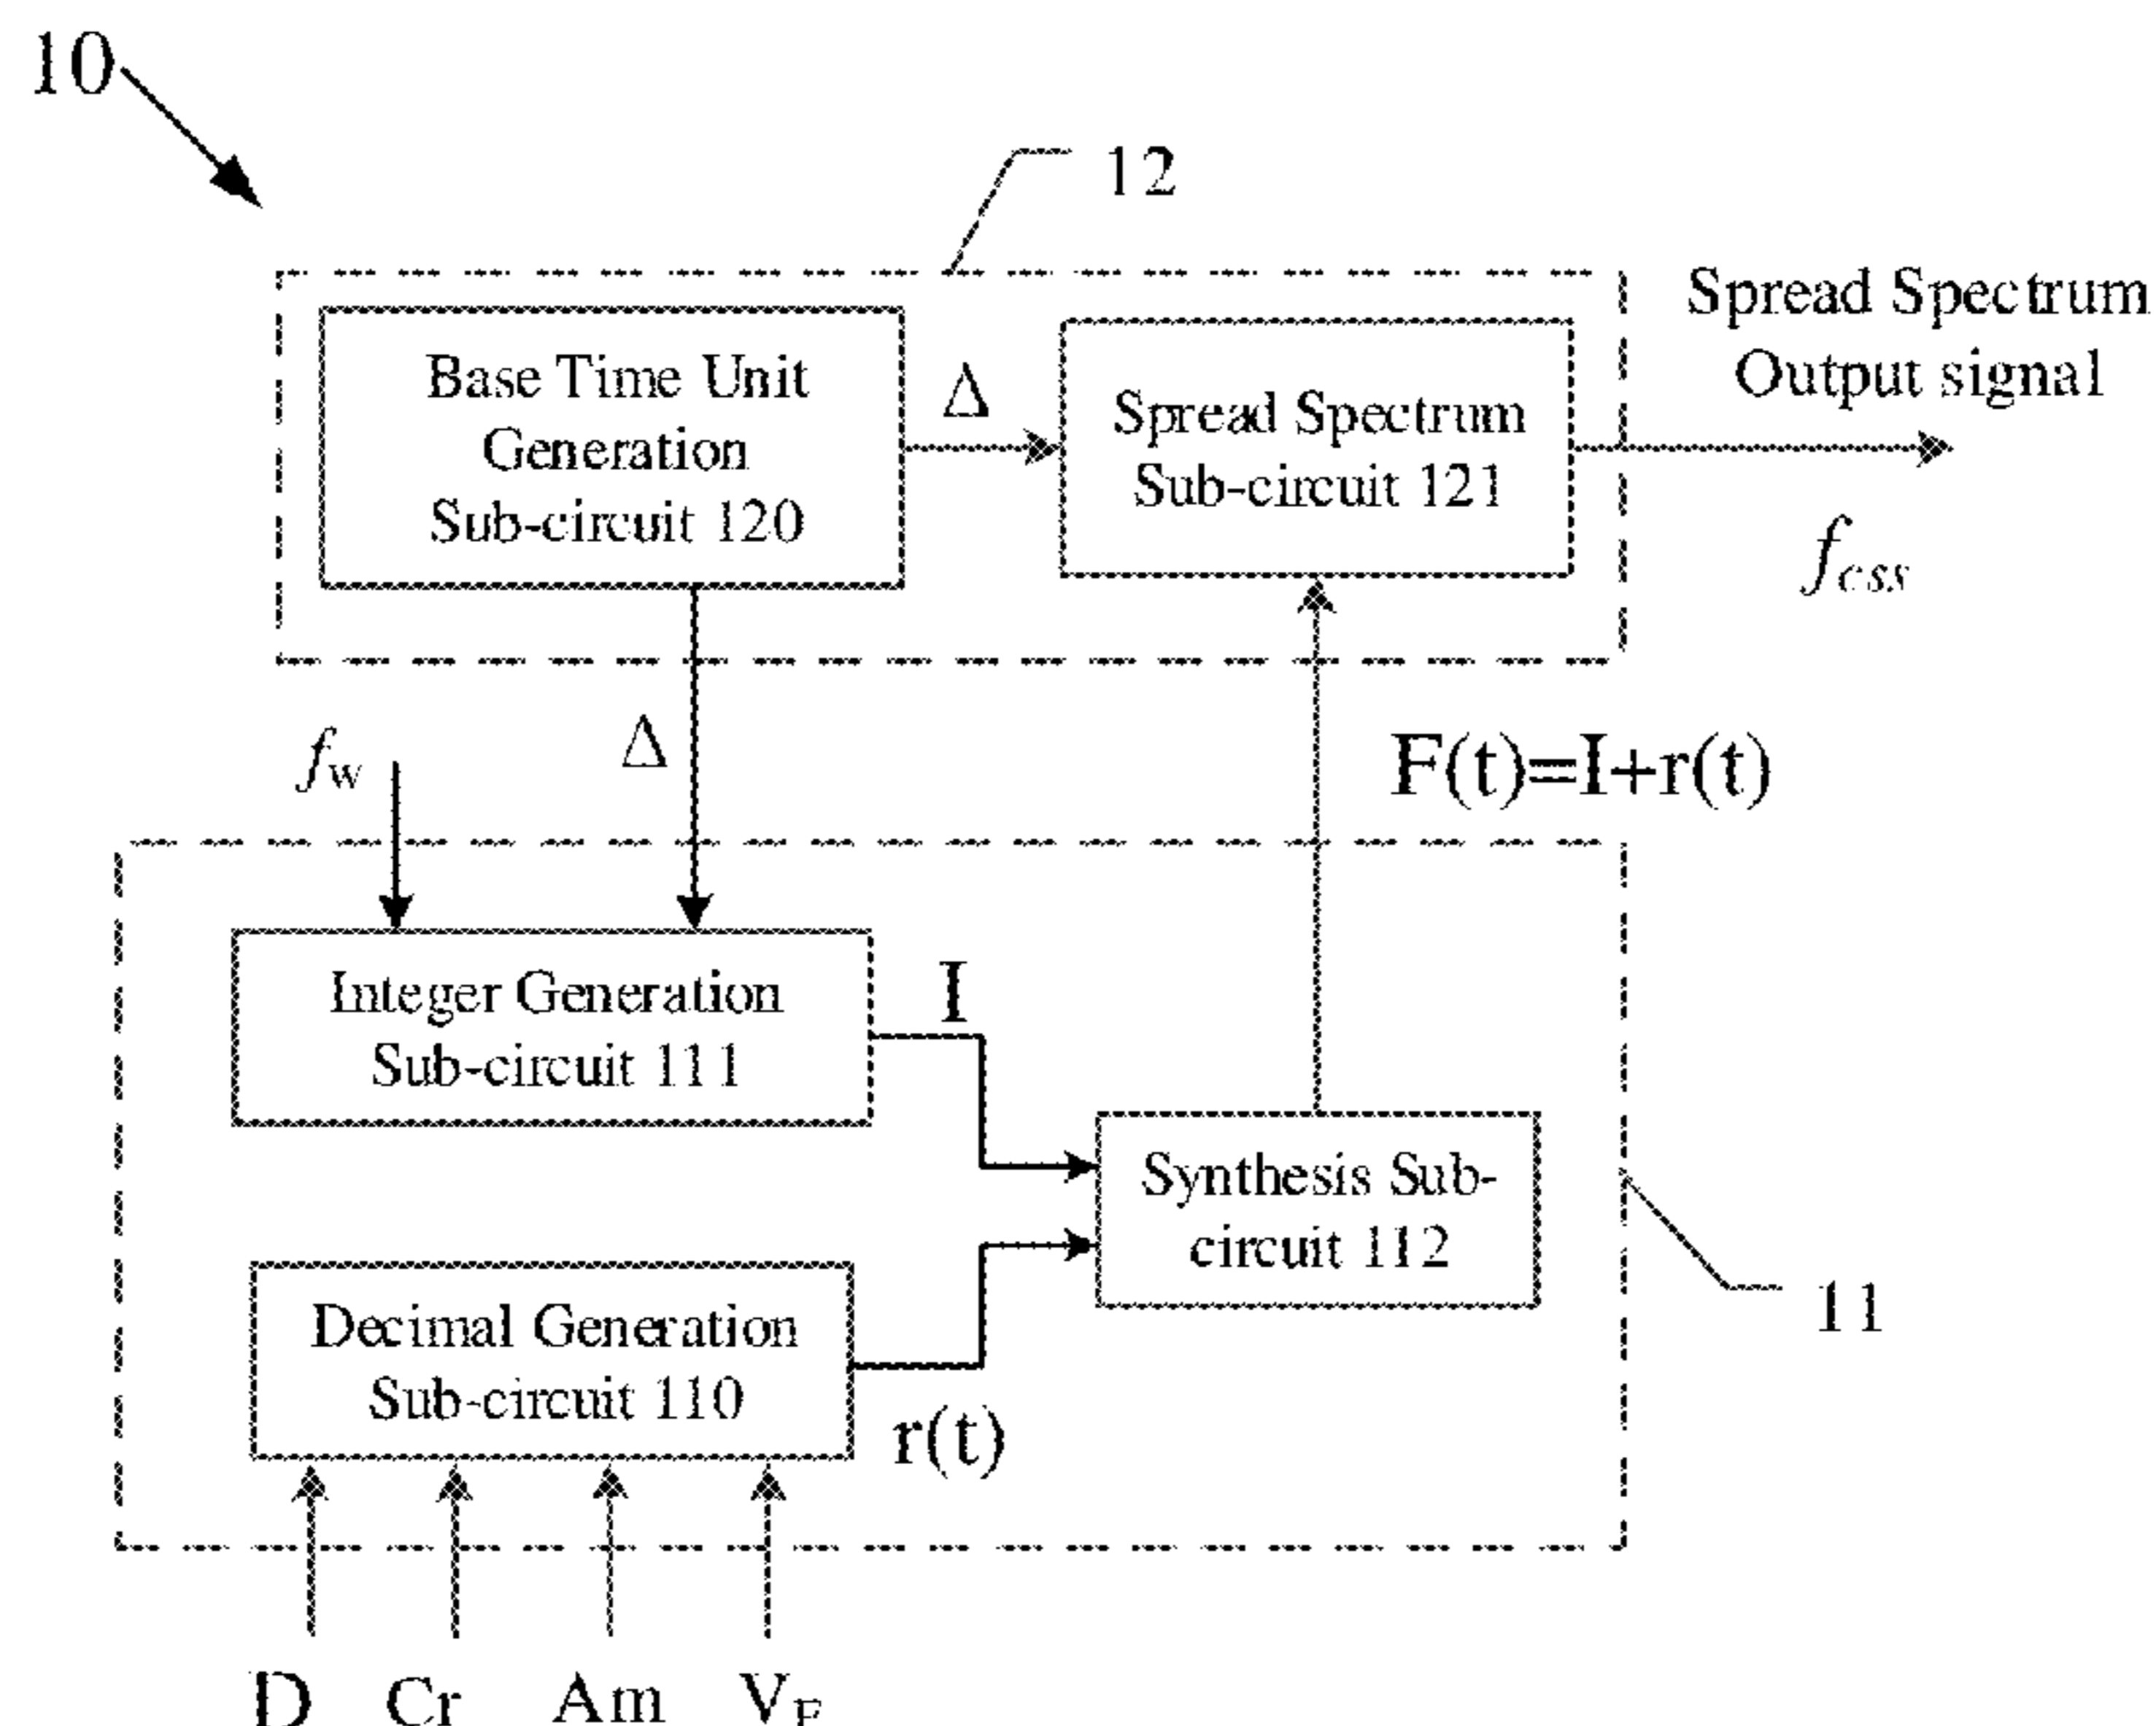 10
12
Base Time Unit
Generation
Sub-circuit 120
Δ
Spread Spectrum
Sub-circuit 121
Spread Spectrum
Output signal
fcss
fw
Δ
F(t)=I+r(t)
Integer Generation
Sub-circuit 111
I
Synthesis Sub-
circuit 112
Decimal Generation
Sub-circuit 110
r(t)
11
D Cr Am VF